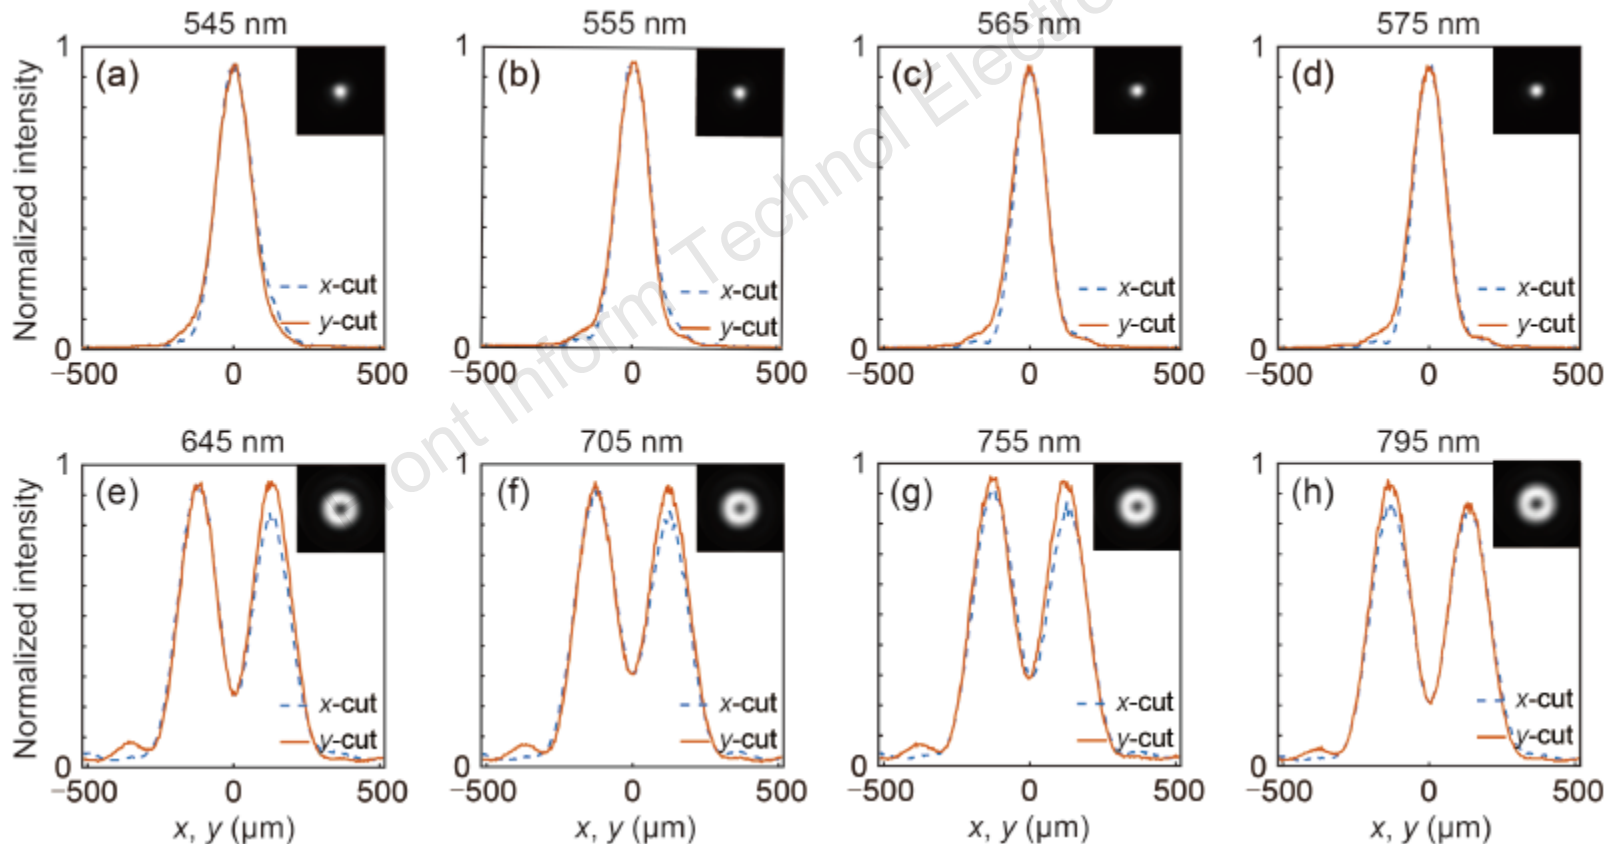 545 nm 555 nm 565 nm 575 nm
Normalized intensity
1 (a) x-cut y-cut 0 −500 0 500
1 (b) x-cut y-cut 0 −500 0 500
1 (c) x-cut y-cut 0 −500 0 500
1 (d) x-cut y-cut 0 −500 0 500
645 nm 705 nm 755 nm 795 nm
Normalized intensity
1 (e) x-cut y-cut 0 −500 0 500
1 (f) x-cut y-cut 0 −500 0 500
1 (g) x-cut y-cut 0 −500 0 500
1 (h) x-cut y-cut 0 −500 0 500
x, y (µm) x, y (µm) x, y (µm) x, y (µm)
Inform Technol